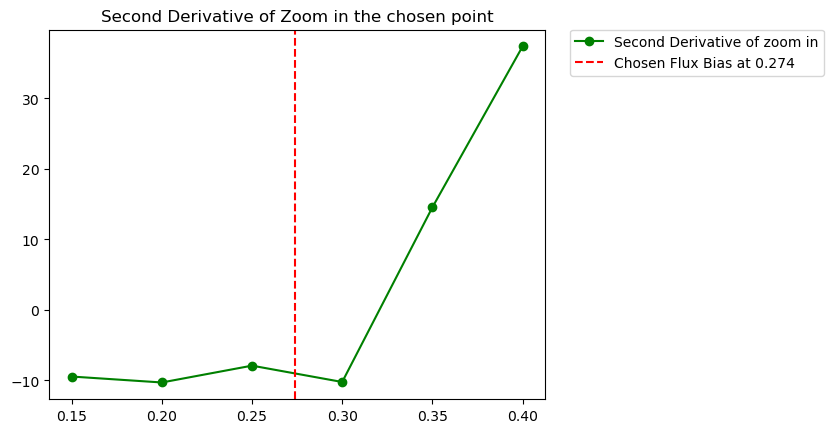 Second Derivative of Zoom in the chosen point
Second Derivative of zoom in
Chosen Flux Bias at 0.274
30
20
10
0
−10
0.15 0.20 0.25 0.30 0.35 0.40